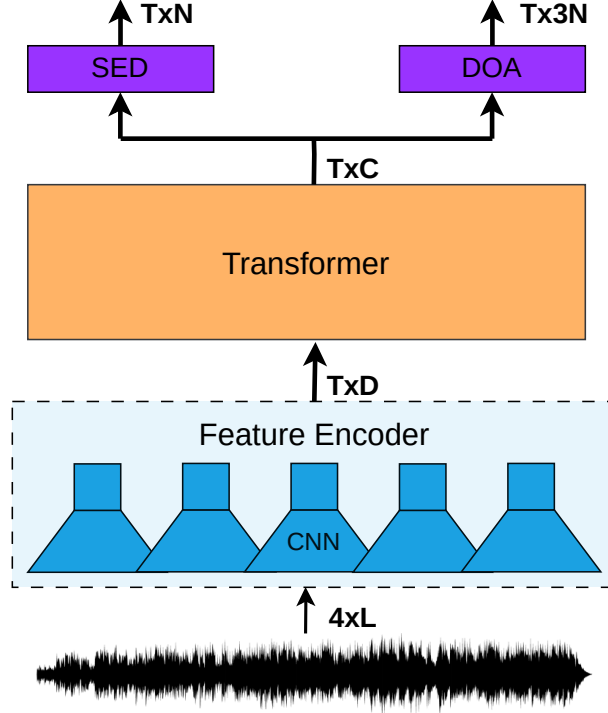 TxN
Tx3N
SED
DOA
TxC
Transformer
TxD
Feature Encoder
CNN
4xL